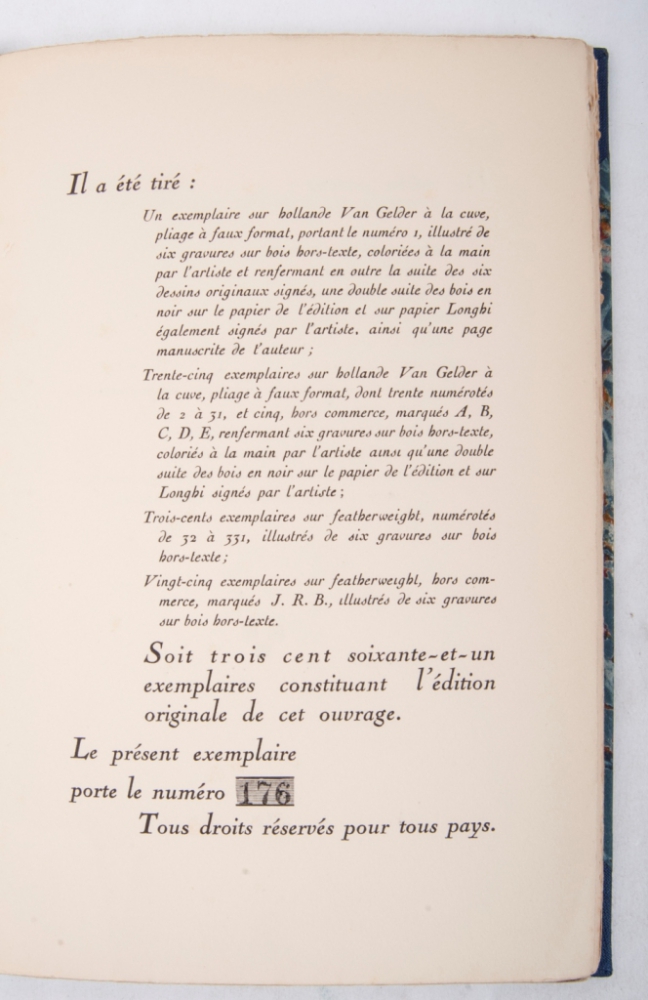 Il a été tiré :
Un exemplaire sur hollande Van Gelder à la cuve,
pliage à faux format, portant le numéro 1, illustré de
six gravures sur bois hors-texte, coloriées à la main
par l'artiste et renfermant en outre la suite des six
dessins originaux signés, une double suite des bois en
noir sur le papier de l'édition et sur papier Longhi
également signés par l'artiste. ainsi qu'une page
manuscrite de l'auteur ;
Trente-cinq exemplaires sur hollande Van Gelder à
la cuve, pliage à faux format, dont trente numérotés
de 2 à 31, et cinq, hors commerce, marqués A, B,
C, D, E, renfermant six gravures sur bois hors-texte,
coloriés à la main par l'artiste ainsi qu'une double
suite des bois en noir sur le papier de l'édition et sur
Longhi signés par l'artiste ;
Trois-cents exemplaires sur featherweight, numérotés
de 32 à 331, illustrés de six gravures sur bois
hors-texte ;
Vingt-cinq exemplaires sur featherweight, hors com-
merce, marqués J. R. B., illustrés de six gravures
sur bois hors-texte.
Soit trois cent soixante-et-un
exemplaires constituant l'édition
originale de cet ouvrage.
Le présent exemplaire
porte le numéro 176
Tous droits réservés pour tous pays.